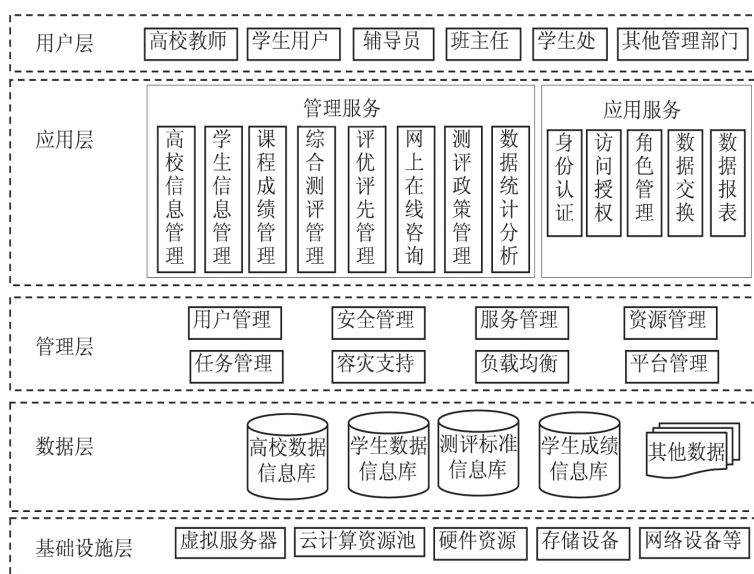 用户层
高校教师
学生用户
辅导员
班主任
学生处
其他管理部门
应用层
管理服务
高校信息管理
学生信息管理
课程成绩管理
综合测评管理
评优评先管理
网上在线咨询
测评政策管理
数据统计分析
应用服务
身份认证
访问授权
角色管理
数据交换
数据报表
管理层
用户管理
安全管理
服务管理
资源管理
任务管理
容灾支持
负载均衡
平台管理
数据层
高校数据
信息库
学生数据
信息库
测评标准
信息库
学生成绩
信息库
其他数据
基础设施层
虚拟服务器
云计算资源池
硬件资源
存储设备
网络设备等